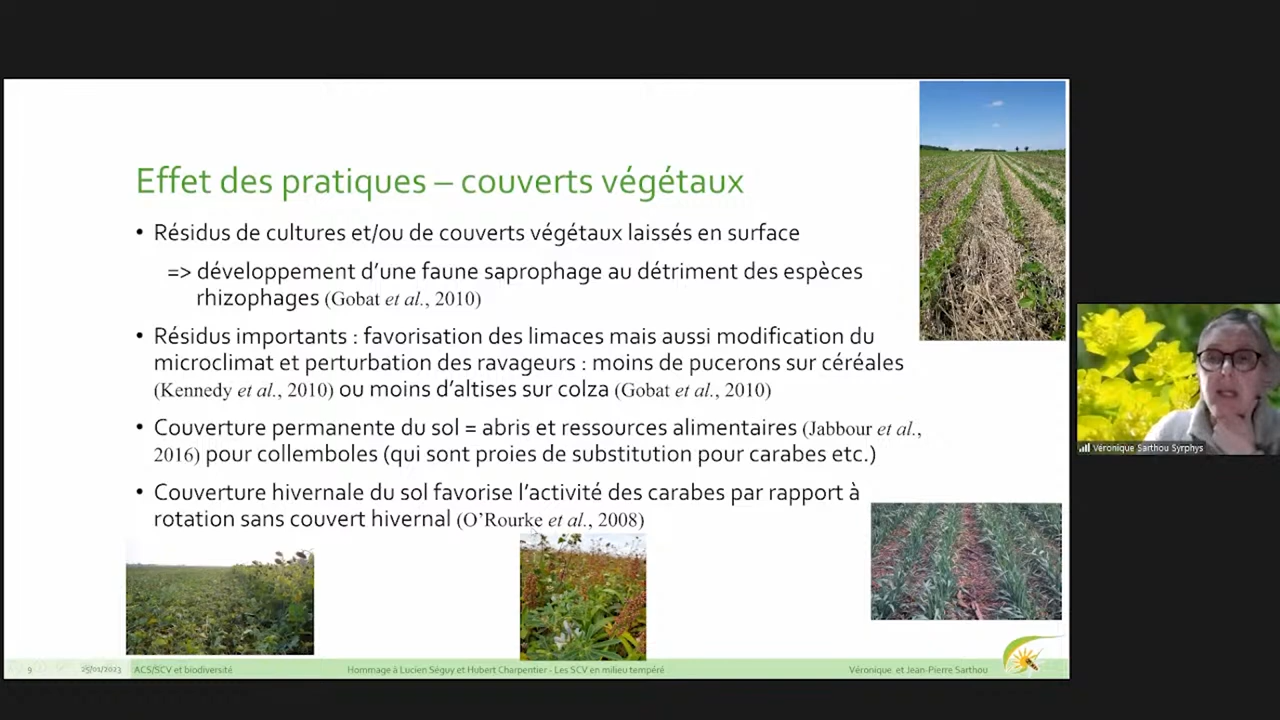 Effet des pratiques – couverts végétaux
• Résidus de cultures et/ou de couverts végétaux laissés en surface
=> développement d’une faune saprophage au détriment des espèces
rhizophages (Gobat et al., 2010)
• Résidus importants : favorisation des limaces mais aussi modification du
microclimat et perturbation des ravageurs : moins de pucerons sur céréales
(Kennedy et al., 2010) ou moins d’altises sur colza (Gobat et al., 2010)
• Couverture permanente du sol = abris et ressources alimentaires (Jabbour et al.,
2016) pour collemboles (qui sont proies de substitution pour carabes etc.)
• Couverture hivernale du sol favorise l’activité des carabes par rapport à
rotation sans couvert hivernal (O’Rourke et al., 2008)
9 25/01/2023 ACS/SCV et biodiversité Hommage à Lucien Séguy et Hubert Charpentier - Les SCV en milieu tempéré Véronique et Jean-Pierre Sarthou
Véronique Sarthou Syrphys